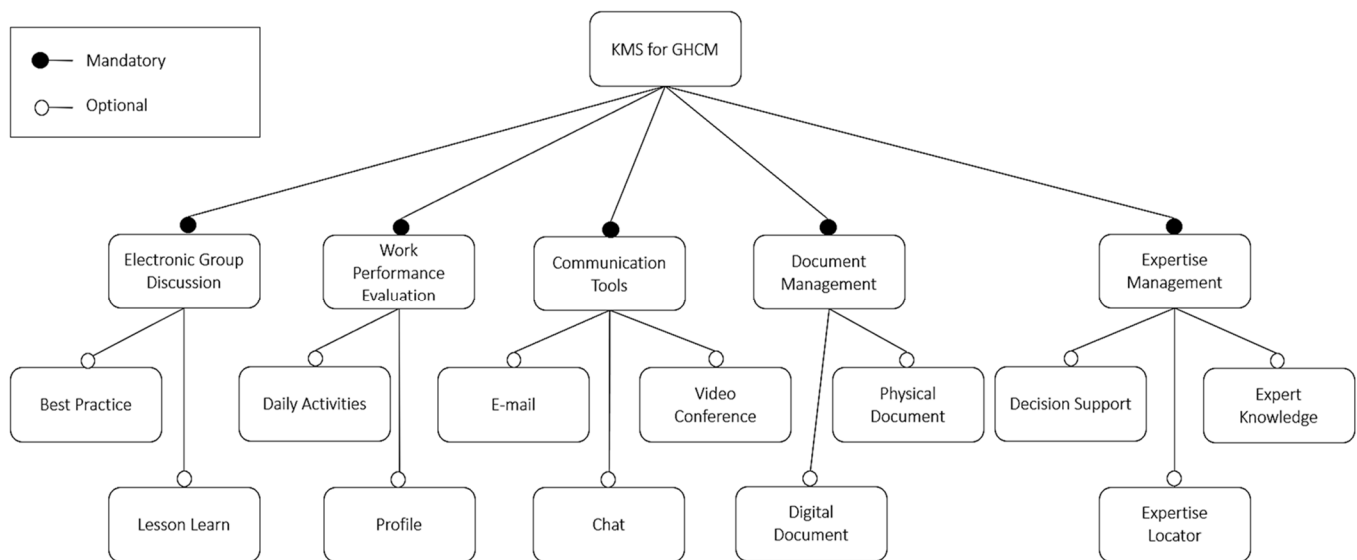 KMS for GHCM
Mandatory
Optional
Electronic Group
Discussion
Work
Performance
Evaluation
Communication
Tools
Document
Management
Expertise
Management
Best Practice
Daily Activities
E-mail
Video
Conference
Physical
Document
Decision Support
Expert
Knowledge
Lesson Learn
Profile
Chat
Digital
Document
Expertise
Locator